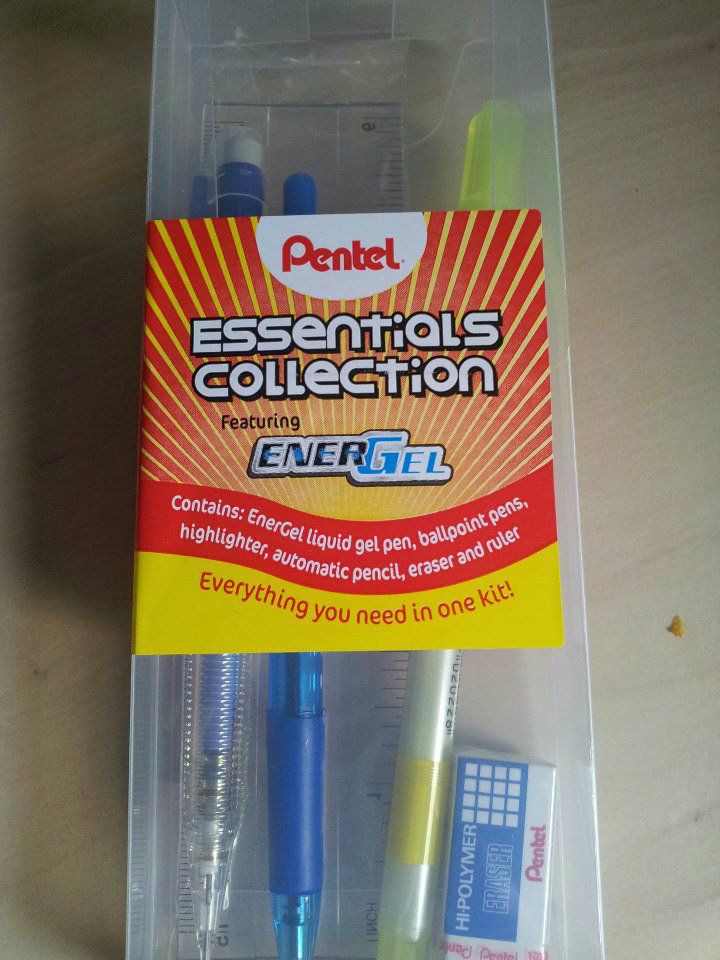 Pentel
Essentials
Collection
Featuring
ENERGEL
Contains: EnerGel liquid gel pen, ballpoint pens,
highlighter, automatic pencil, eraser and ruler
Everything you need in one kit!
HI-POLYMER
ERASER
Pentel
INCH